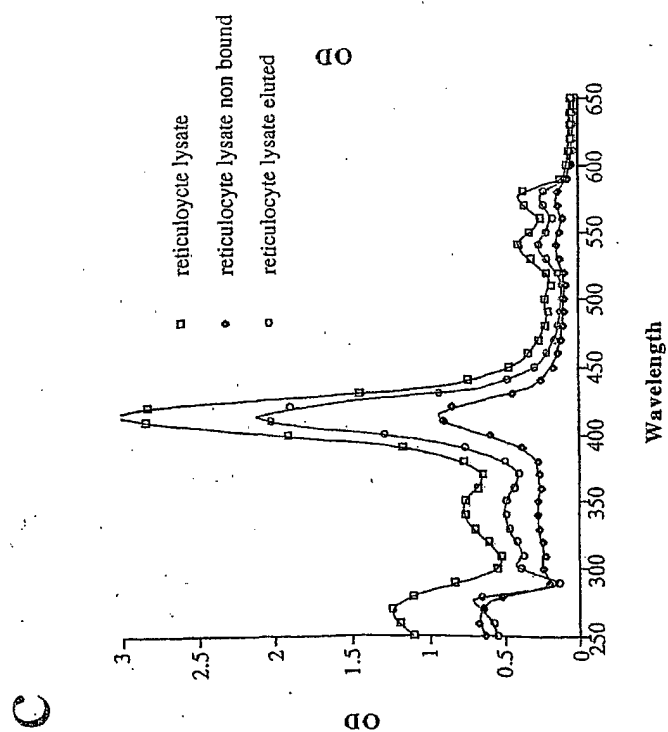 C
reticuloycte lysate
reticulocyte lysate non bound
reticulocyte lysate eluted
OD
OD
3
2.5
2
1.5
1
0.5
0
250
300
350
400
450
500
550
600
650
Wavelength